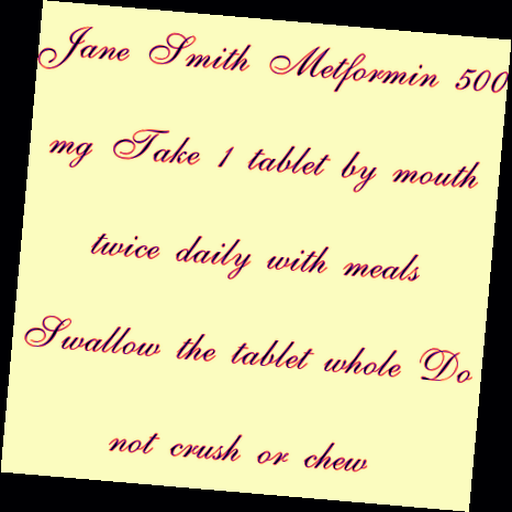 Jane Smith Metformin 500
mg Take 1 tablet by mouth
twice daily with meals
Swallow the tablet whole Do
not crush or chew